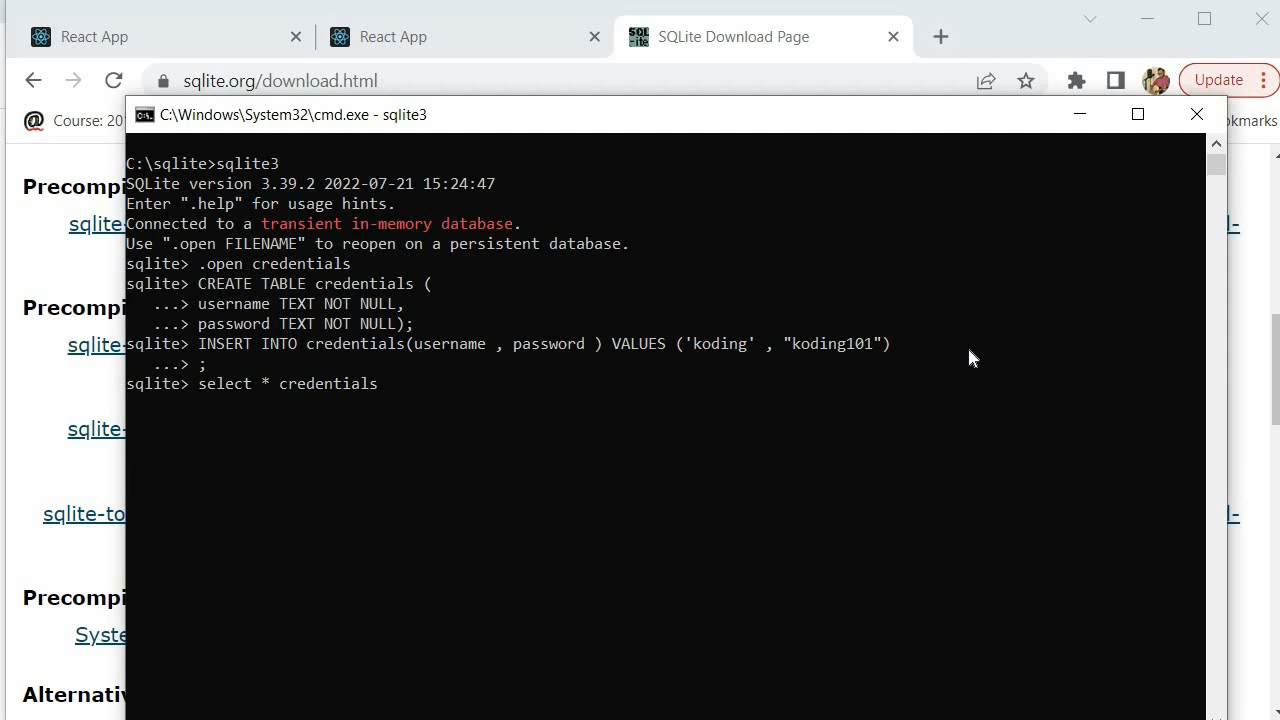 React App
React App
SQLite Download Page
sqlite.org/download.html
Update
Course: 20
okmarks
C:\Windows\System32\cmd.exe - sqlite3
C:\sqlite>sqlite3
SQLite version 3.39.2 2022-07-21 15:24:47
Enter ".help" for usage hints.
Connected to a transient in-memory database.
Use ".open FILENAME" to reopen on a persistent database.
sqlite> .open credentials
sqlite> CREATE TABLE credentials (
...> username TEXT NOT NULL,
...> password TEXT NOT NULL);
sqlite> INSERT INTO credentials(username , password ) VALUES ('koding' , "koding101")
...> ;
sqlite> select * credentials
Precompi
sqlite-
Precompi
sqlite-
sqlite-
sqlite-to
Precompi
Syste
Alternativ